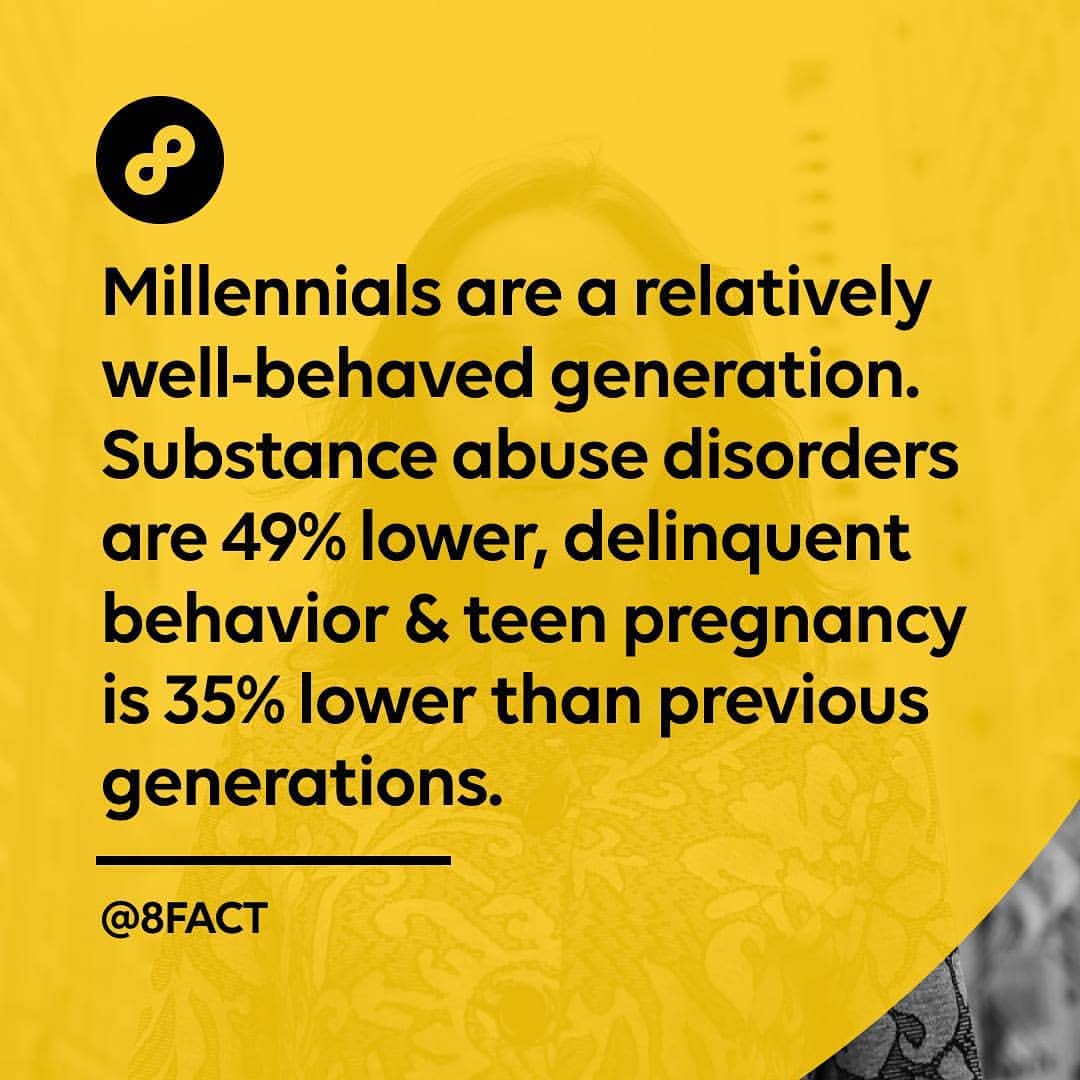 Millennials are a relatively
well-behaved generation.
Substance abuse disorders
are 49% lower, delinquent
behavior & teen pregnancy
is 35% lower than previous
generations.
@8FACT